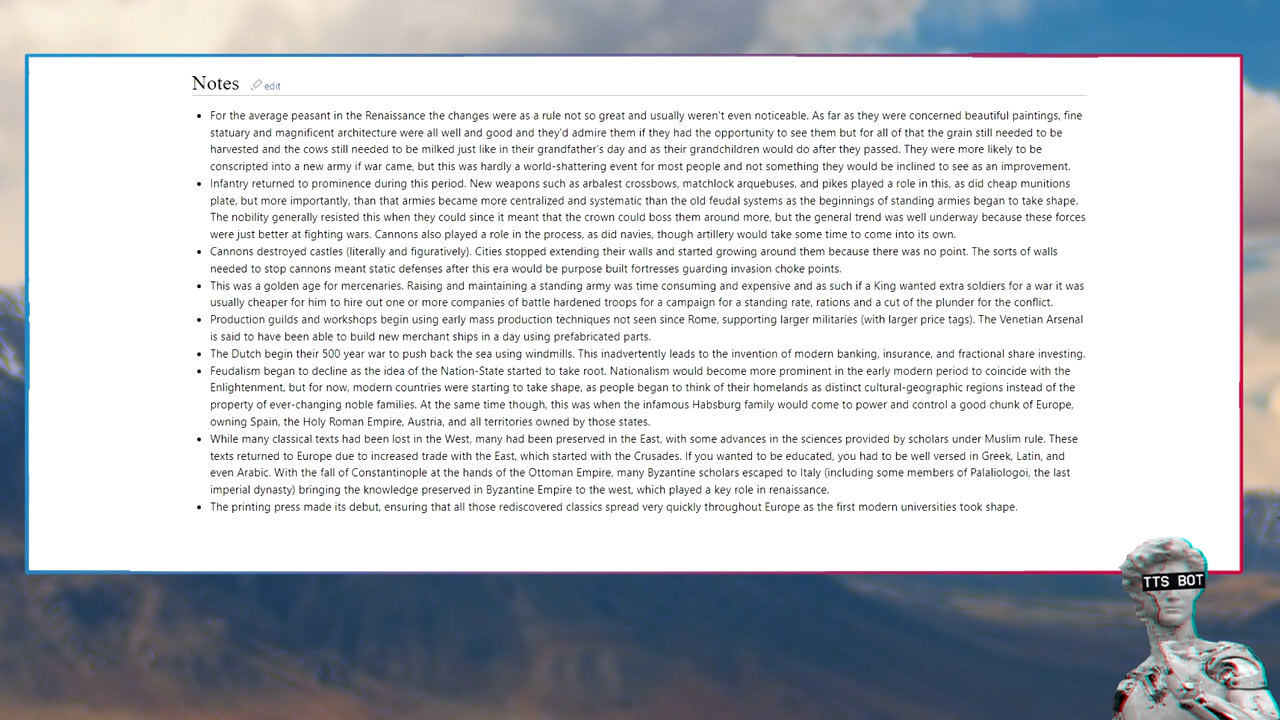 Notes edit
For the average peasant in the Renaissance the changes were as a rule not so great and usually weren't even noticeable. As far as they were concerned beautiful paintings, fine
statuary and magnificent architecture were all well and good and they'd admire them if they had the opportunity to see them but for all of that the grain still needed to be
harvested and the cows still needed to be milked just like in their grandfather's day and as their grandchildren would do after they passed. They were more likely to be
conscripted into a new army if war came, but this was hardly a world-shattering event for most people and not something they would be inclined to see as an improvement.
Infantry returned to prominence during this period. New weapons such as arbalest crossbows, matchlock arquebuses, and pikes played a role in this, as did cheap munitions
plate, but more importantly, than that armies became more centralized and systematic than the old feudal systems as the beginnings of standing armies began to take shape.
The nobility generally resisted this when they could since it meant that the crown could boss them around more, but the general trend was well underway because these forces
were just better at fighting wars. Cannons also played a role in the process, as did navies, though artillery would take some time to come into its own.
Cannons destroyed castles (literally and figuratively). Cities stopped extending their walls and started growing around them because there was no point. The sorts of walls
needed to stop cannons meant static defenses after this era would be purpose built fortresses guarding invasion choke points.
This was a golden age for mercenaries. Raising and maintaining a standing army was time consuming and expensive and as such if a King wanted extra soldiers for a war it was
usually cheaper for him to hire out one or more companies of battle hardened troops for a campaign for a standing rate, rations and a cut of the plunder for the conflict.
Production guilds and workshops begin using early mass production techniques not seen since Rome, supporting larger militaries (with larger price tags). The Venetian Arsenal
is said to have been able to build new merchant ships in a day using prefabricated parts.
The Dutch begin their 500 year war to push back the sea using windmills. This inadvertently leads to the invention of modern banking, insurance, and fractional share investing.
Feudalism began to decline as the idea of the Nation-State started to take root. Nationalism would become more prominent in the early modern period to coincide with the
Enlightenment, but for now, modern countries were starting to take shape, as people began to think of their homelands as distinct cultural-geographic regions instead of the
property of ever-changing noble families. At the same time though, this was when the infamous Habsburg family would come to power and control a good chunk of Europe,
owning Spain, the Holy Roman Empire, Austria, and all territories owned by those states.
While many classical texts had been lost in the West, many had been preserved in the East, with some advances in the sciences provided by scholars under Muslim rule. These
texts returned to Europe due to increased trade with the East, which started with the Crusades. If you wanted to be educated, you had to be well versed in Greek, Latin, and
even Arabic. With the fall of Constantinople at the hands of the Ottoman Empire, many Byzantine scholars escaped to Italy (including some members of Palaliologoi, the last
imperial dynasty) bringing the knowledge preserved in Byzantine Empire to the west, which played a key role in renaissance.
The printing press made its debut, ensuring that all those rediscovered classics spread very quickly throughout Europe as the first modern universities took shape.
TTS BOT